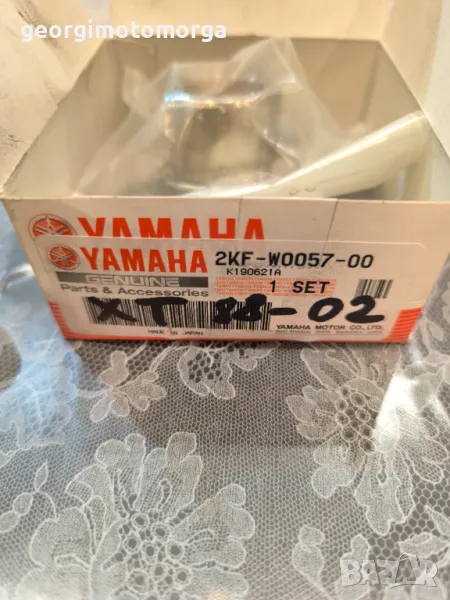 georgimotomorga
YAMAHA
YAMAHA
GENUINE
Parts & Accessories
2KF-W0057-00
K190621A
1 SET
XT 88-02
MADE IN JAPAN
YAMAHA MOTOR CO., LTD.
bazar